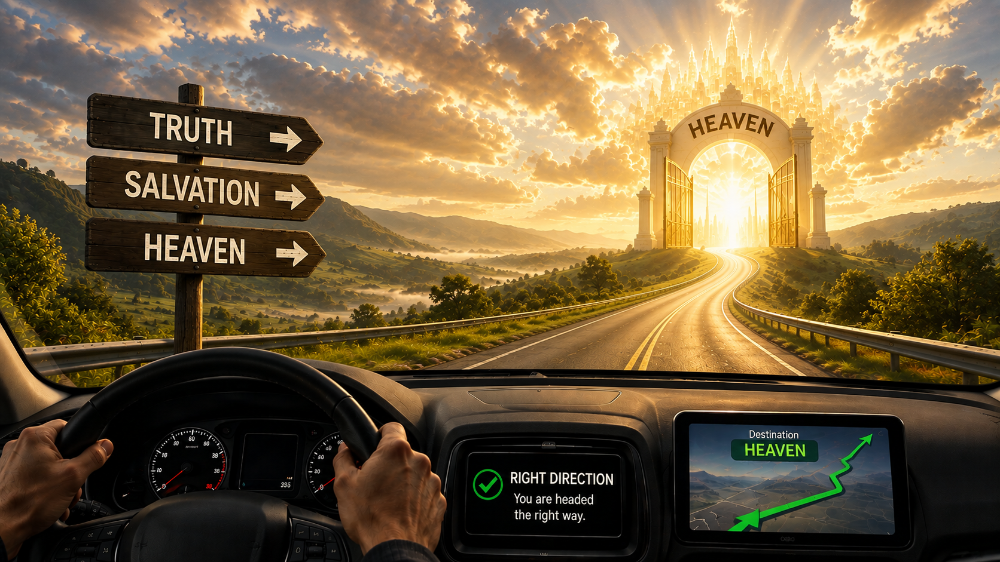 TRUTH
SALVATION
HEAVEN
HEAVEN
RIGHT DIRECTION
You are headed
the right way.
Destination
HEAVEN